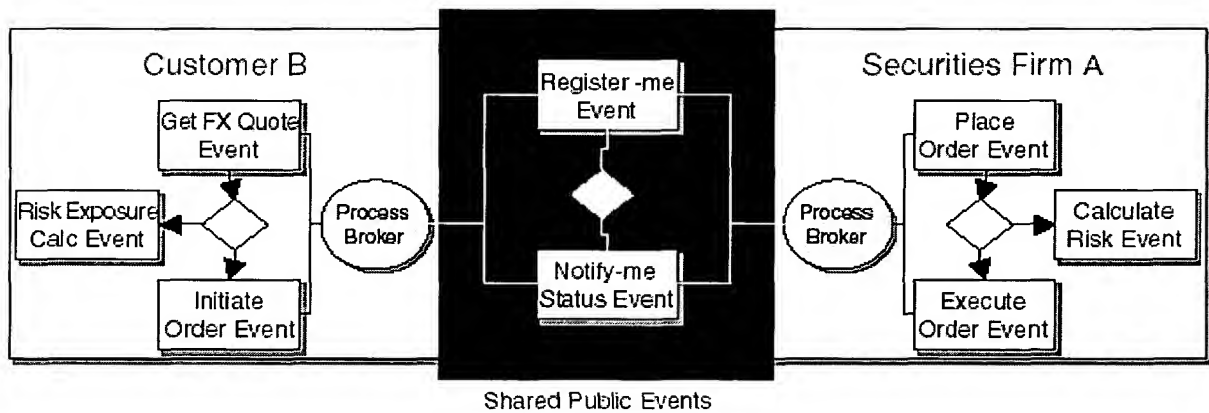 Customer B
Get FX Quote
Event
Risk Exposure
Calc Event
Process
Broker
Initiate
Order Event
Register -me
Event
Notify-me
Status Event
Securities Firm A
Place
Order Event
Process
Broker
Calculate
Risk Event
Execute
Order Event
Shared Public Events